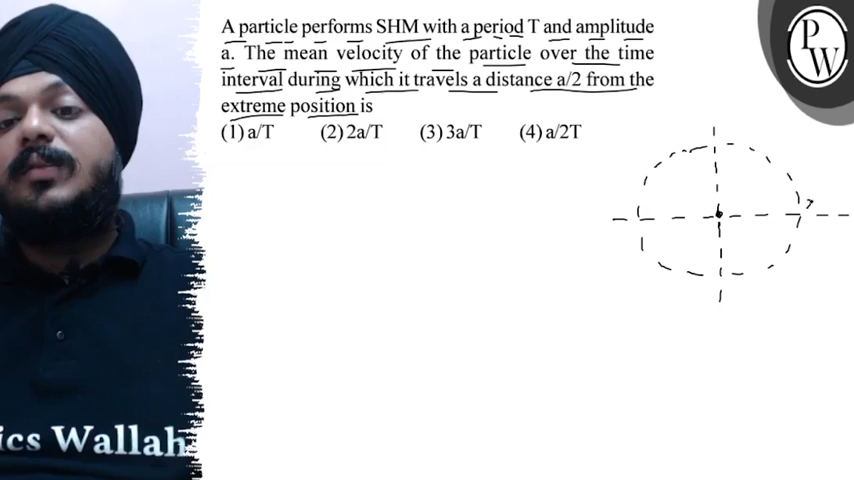 A particle performs SHM with a period T and amplitude
a. The mean velocity of the particle over the time
interval during which it travels a distance a/2 from the
extreme position is
(1) a/T (2) 2a/T (3) 3a/T (4) a/2T
P
W
ics Wallah